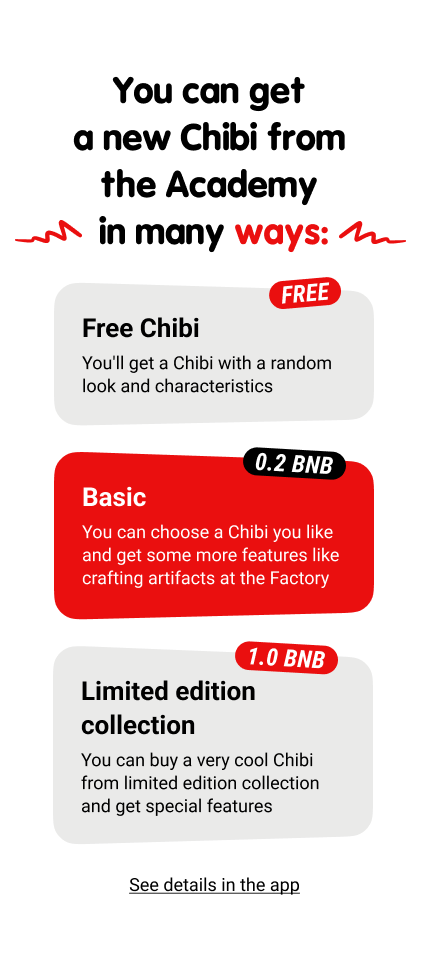 You can get
a new Chibi from
the Academy
in many ways:
FREE
Free Chibi
You'll get a Chibi with a random
look and characteristics
0.2 BNB
Basic
You can choose a Chibi you like
and get some more features like
crafting artifacts at the Factory
1.0 BNB
Limited edition
collection
You can buy a very cool Chibi
from limited edition collection
and get special features
See details in the app